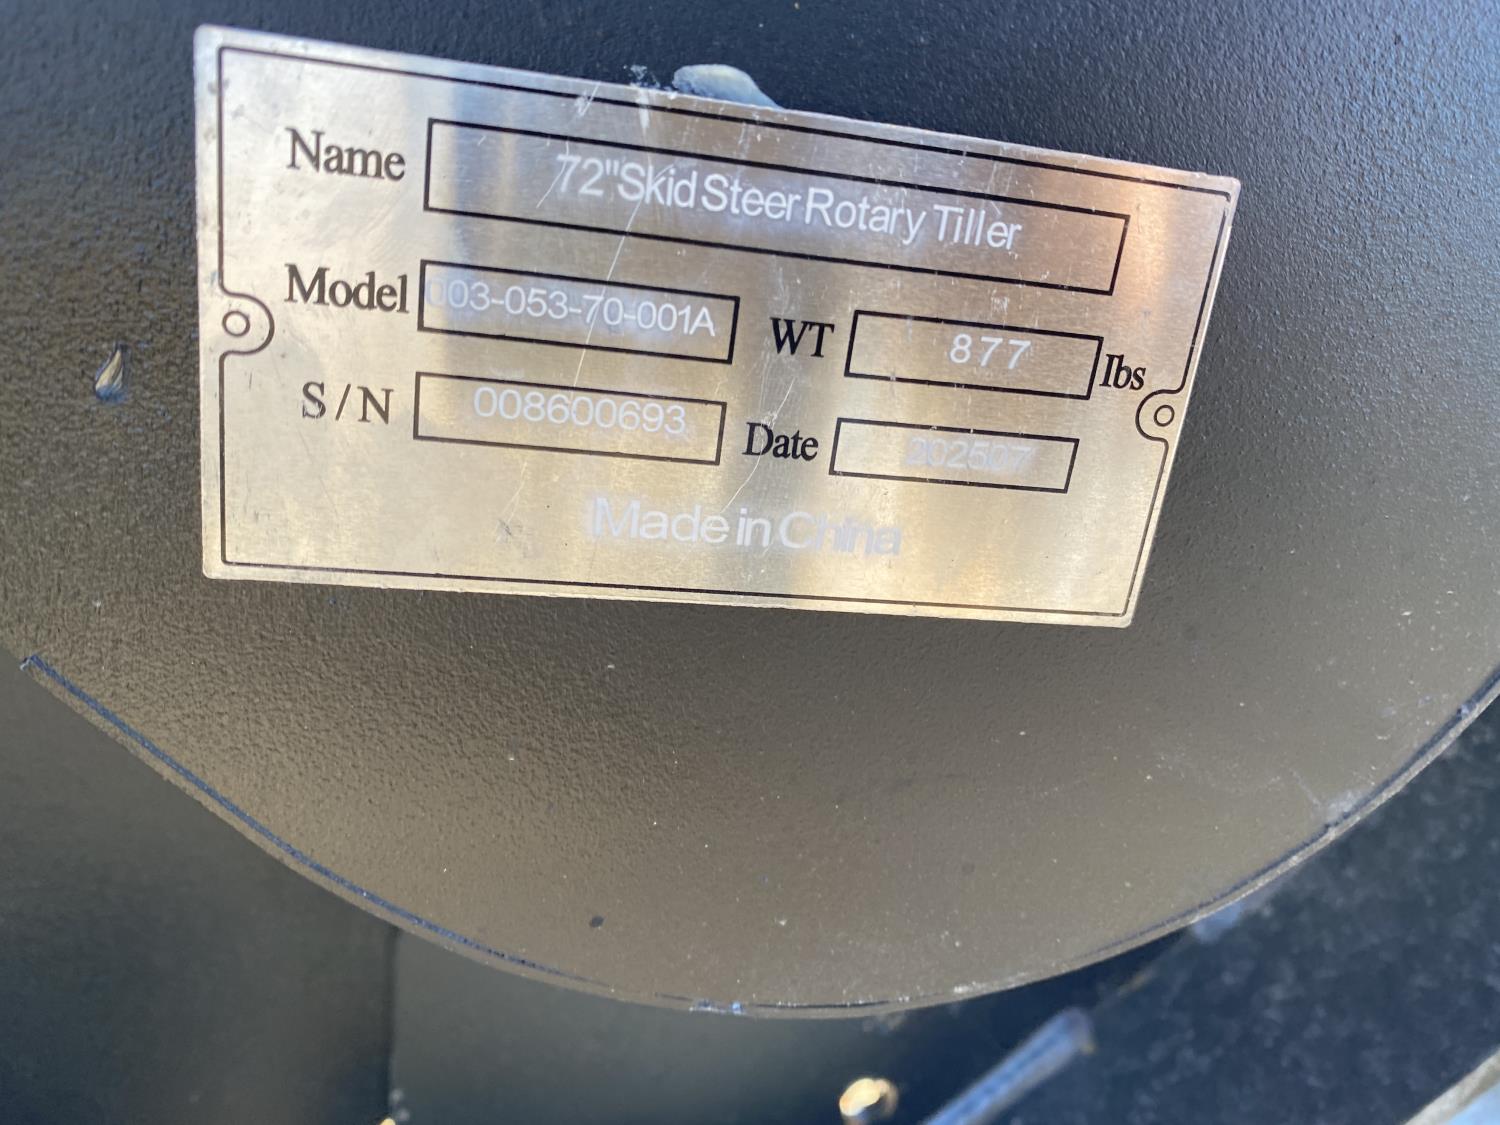 Name 72"Skid Steer Rotary Tiller
Model 003-053-70-001A WT 877 lbs
S/N 008600693 Date 202507
Made in China